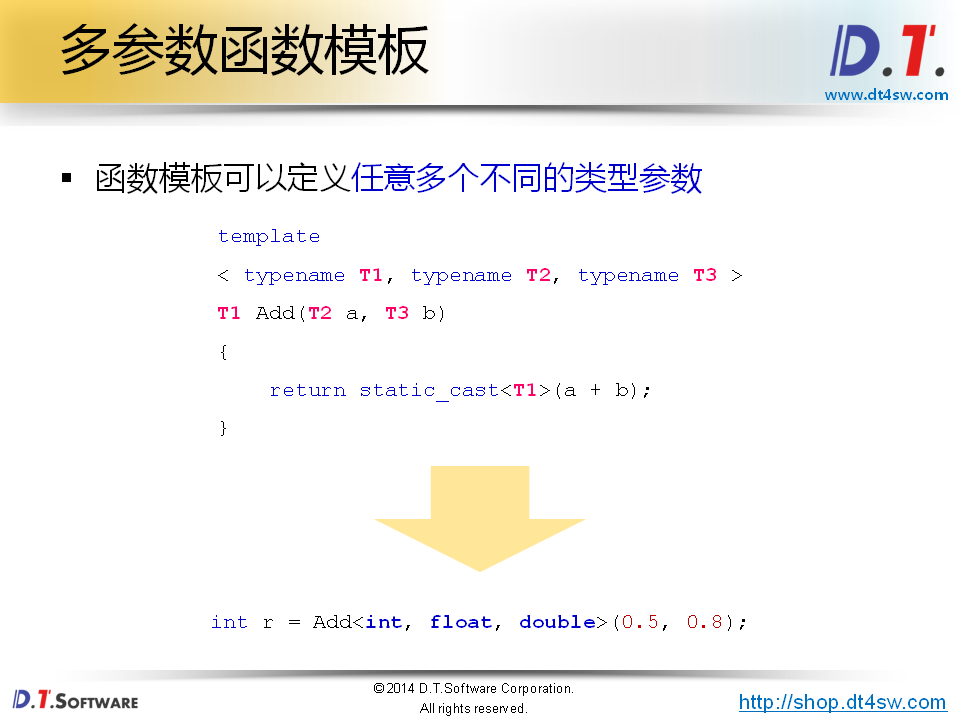 多参数函数模板
D.T.
www.dt4sw.com
▪ 函数模板可以定义任意多个不同的类型参数
template
< typename T1, typename T2, typename T3 >
T1 Add(T2 a, T3 b)
{
    return static_cast<T1>(a + b);
}
int r = Add<int, float, double>(0.5, 0.8);
D.T.SOFTWARE
©2014 D.T.Software Corporation.
All rights reserved.
http://shop.dt4sw.com